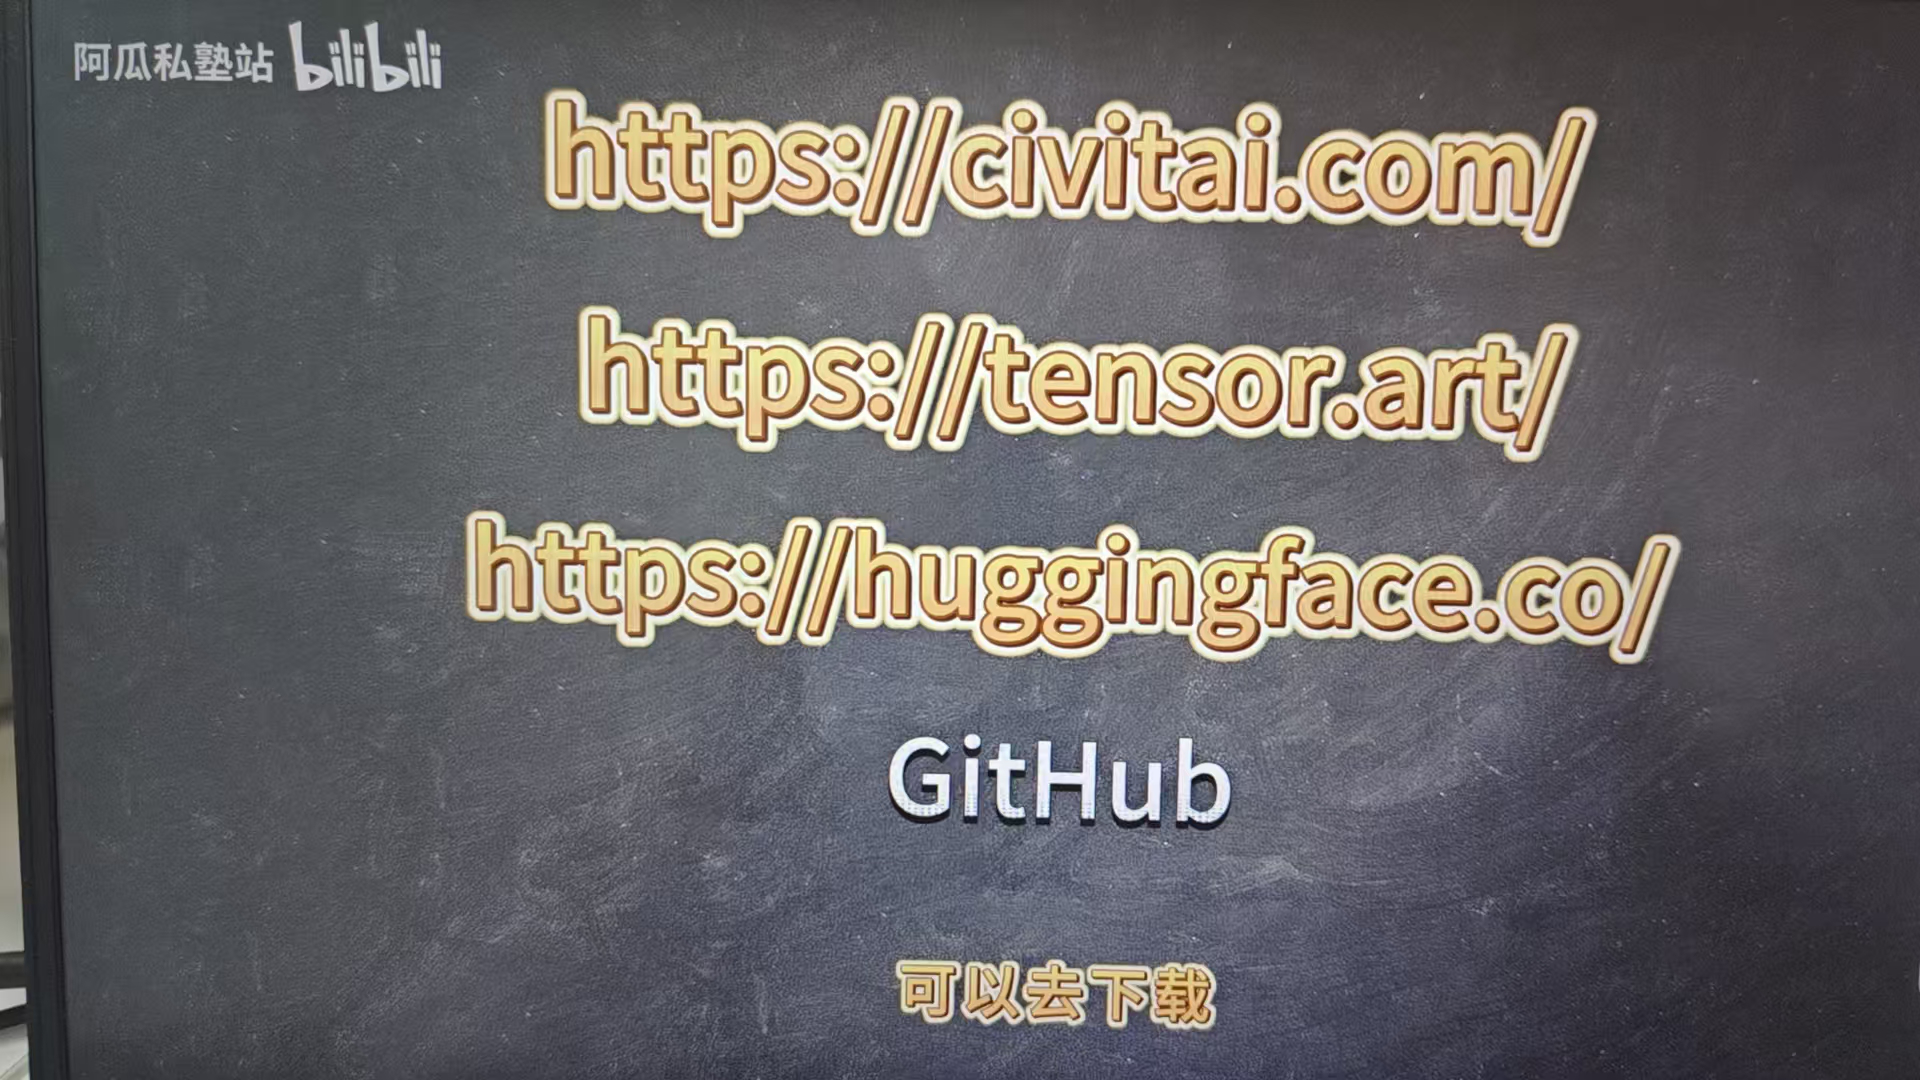 阿瓜私塾站 bilibili
https://civitai.com/
https://tensor.art/
https://huggingface.co/
GitHub
可以去下载